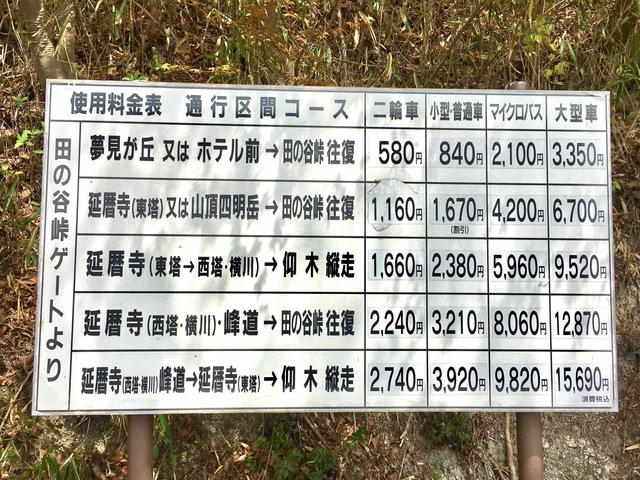 使用料金表 通行区間コース 二輪車 小型・普通車 マイクロバス 大型車
田の谷峠ゲートより
夢見が丘 又は ホテル前→田の谷峠 往復 580円 840円 2,100円 3,350円
延暦寺(東塔)又は山頂四明岳→田の谷峠 往復 1,160円 1,670円 4,200円 6,700円
(割引)
延暦寺(東塔→西塔・横川)→仰木 縦走 1,660円 2,380円 5,960円 9,520円
延暦寺(西塔・横川)・峰道→田の谷峠 往復 2,240円 3,210円 8,060円 12,870円
延暦寺(西塔・横川)峰道→延暦寺(東塔)→仰木 縦走 2,740円 3,920円 9,820円 15,690円
消費税込